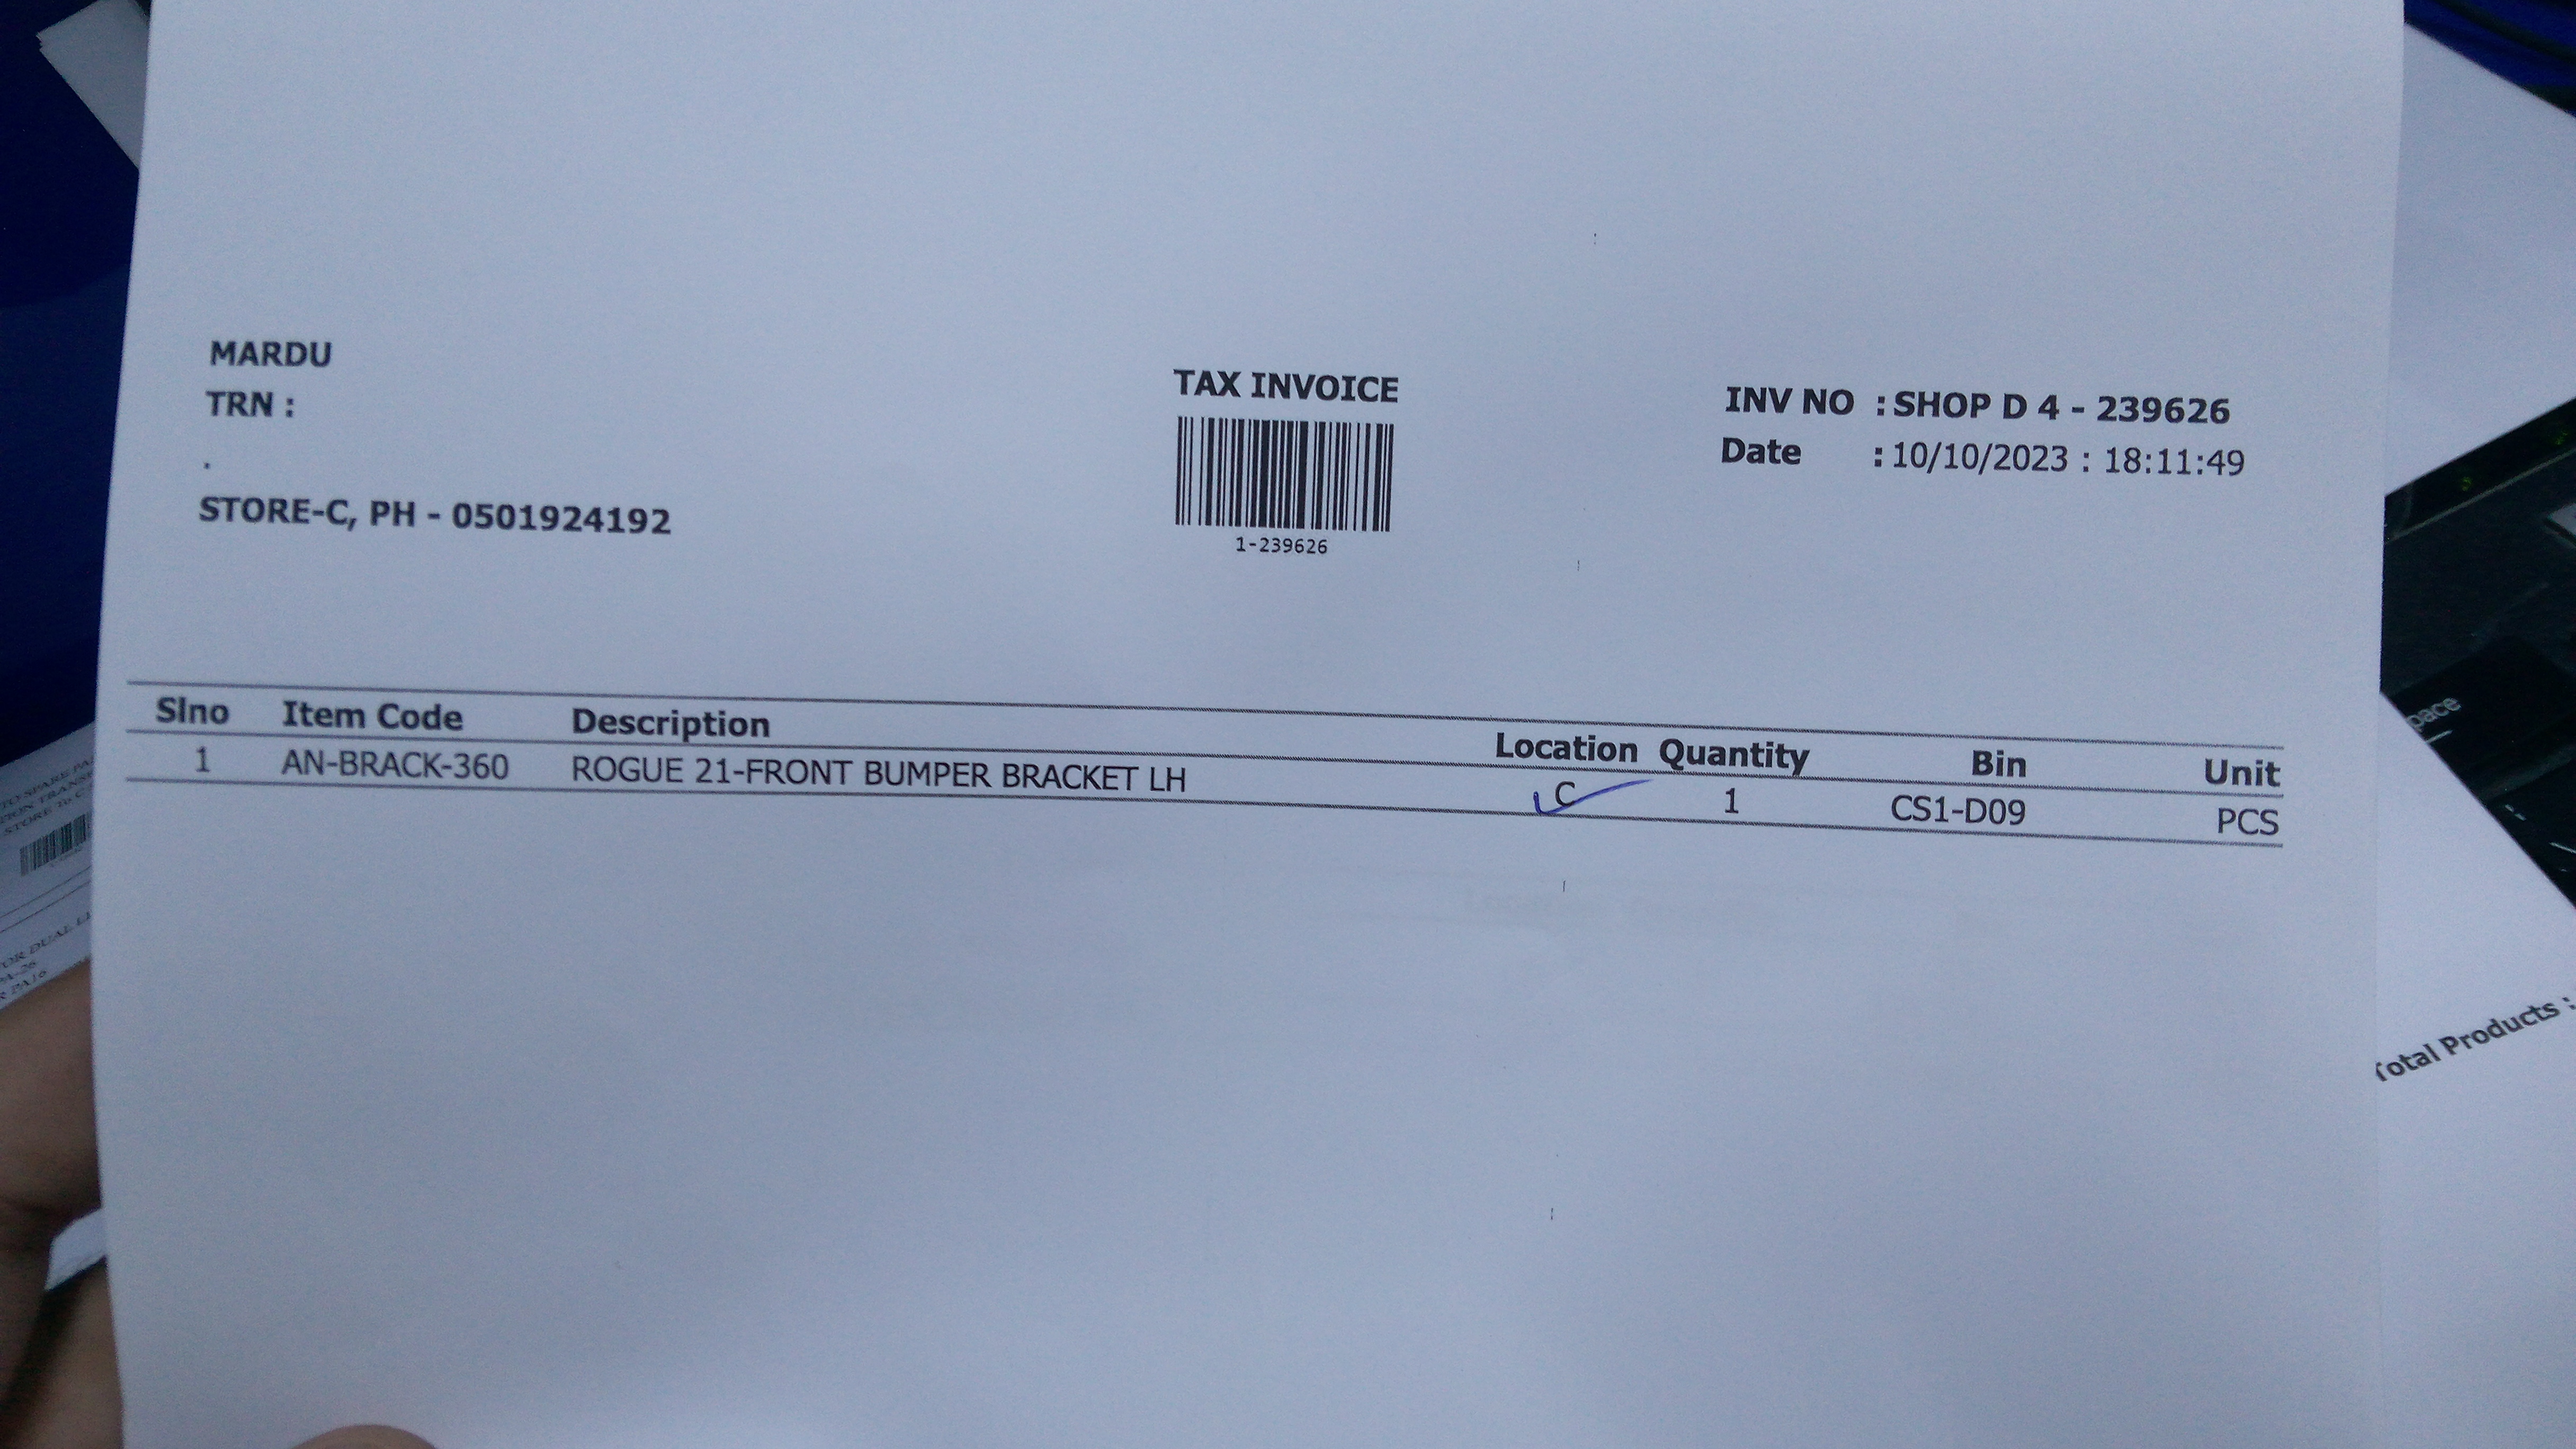 MARDU
TRN :
.
STORE-C, PH - 0501924192
TAX INVOICE
1-239626
INV NO : SHOP D 4 - 239626
Date : 10/10/2023 : 18:11:49
Slno Item Code Description Location Quantity Bin Unit
1 AN-BRACK-360 ROGUE 21-FRONT BUMPER BRACKET LH C 1 CS1-D09 PCS
Total Products :